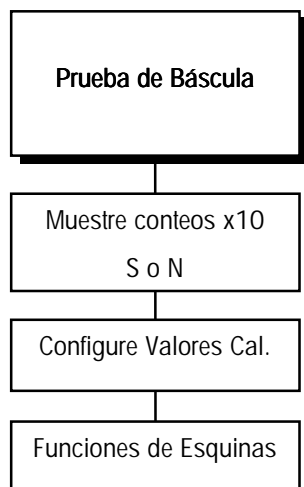 Prueba de Báscula
Muestre conteos x10
S o N
Configure Valores Cal.
Funciones de Esquinas